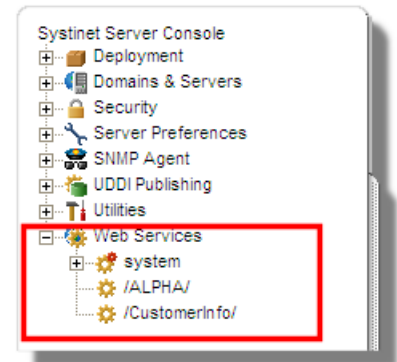 Systinet Server Console
Deployment
Domains & Servers
Security
Server Preferences
SNMP Agent
UDDI Publishing
Utilities
Web Services
system
/ALPHA/
/CustomerInfo/